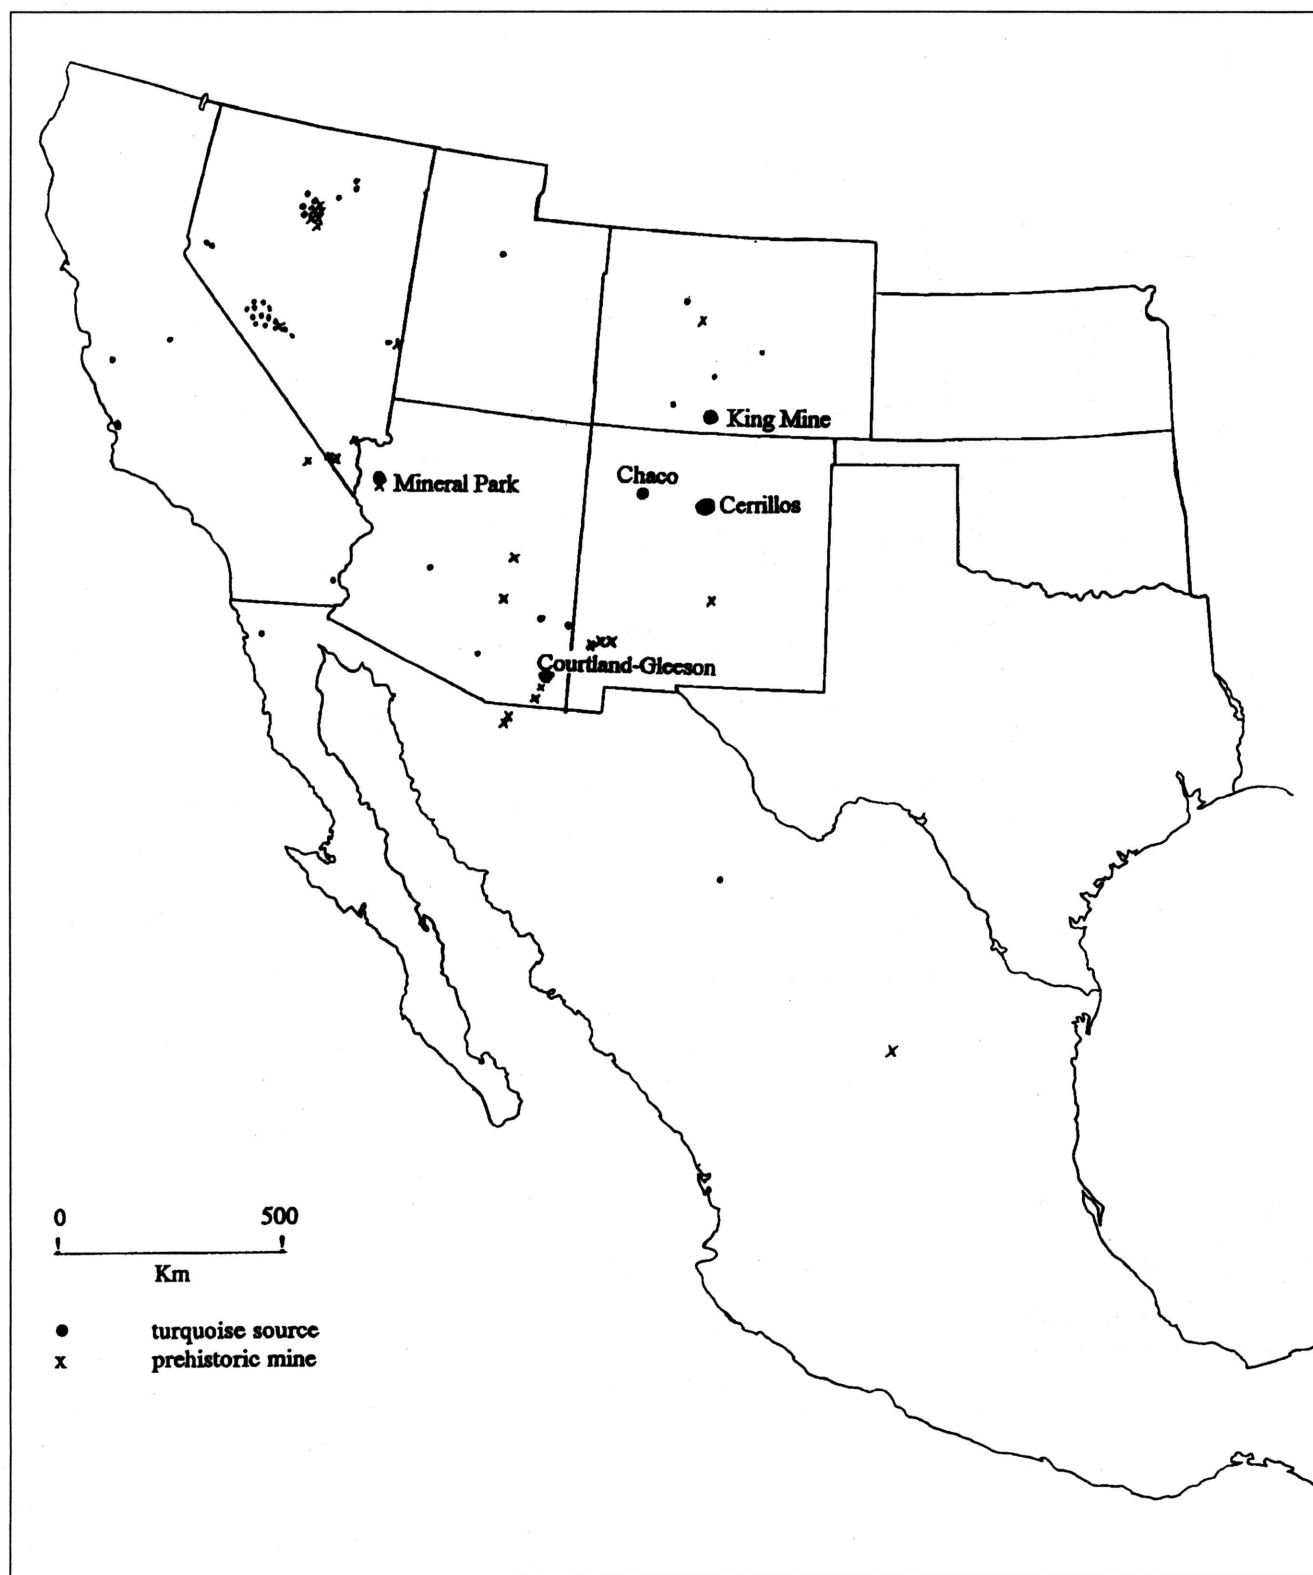 King Mine
Chaco
Mineral Park
Cerrillos
Courtland-Gleeson
0 500
Km
turquoise source
x prehistoric mine